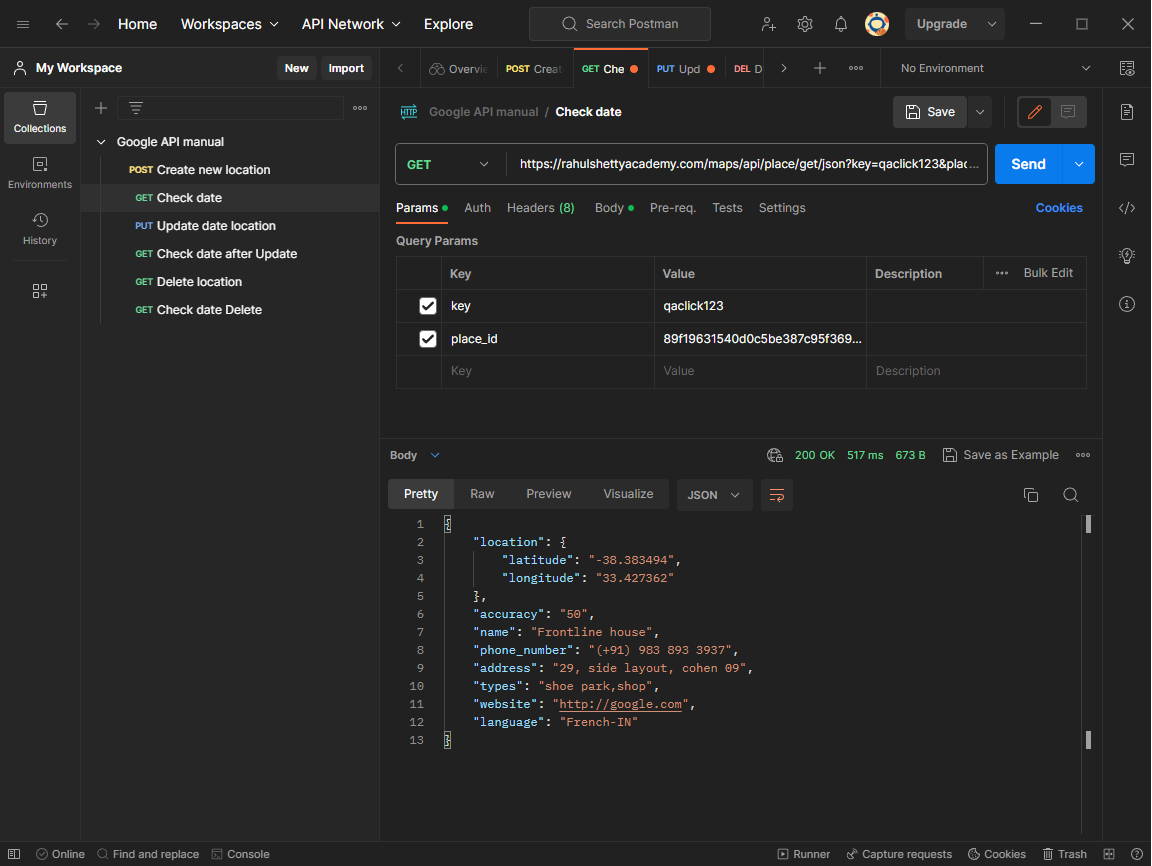 Home Workspaces API Network Explore Search Postman Upgrade
My Workspace New Import Overvie POST Creat GET Che PUT Upd DEL D No Environment
Collections
Environments
History
Google API manual
POST Create new location
GET Check date
PUT Update date location
GET Check date after Update
GET Delete location
GET Check date Delete
HTTP Google API manual / Check date Save
GET https://rahulshettyacademy.com/maps/api/place/get/json?key=qaclick123&plac... Send
Params Auth Headers (8) Body Pre-req. Tests Settings Cookies
Query Params
Key Value Description Bulk Edit
key qaclick123
place_id 89f19631540d0c5be387c95f369...
Key Value Description
Body 200 OK 517 ms 673 B Save as Example
Pretty Raw Preview Visualize JSON
1 {
2 "location": {
3 "latitude": "-38.383494",
4 "longitude": "33.427362"
5 },
6 "accuracy": "50",
7 "name": "Frontline house",
8 "phone_number": "(+91) 983 893 3937",
9 "address": "29, side layout, cohen 09",
10 "types": "shoe park,shop",
11 "website": "http://google.com",
12 "language": "French-IN"
13 }
Online Find and replace Console Runner Capture requests Cookies Trash